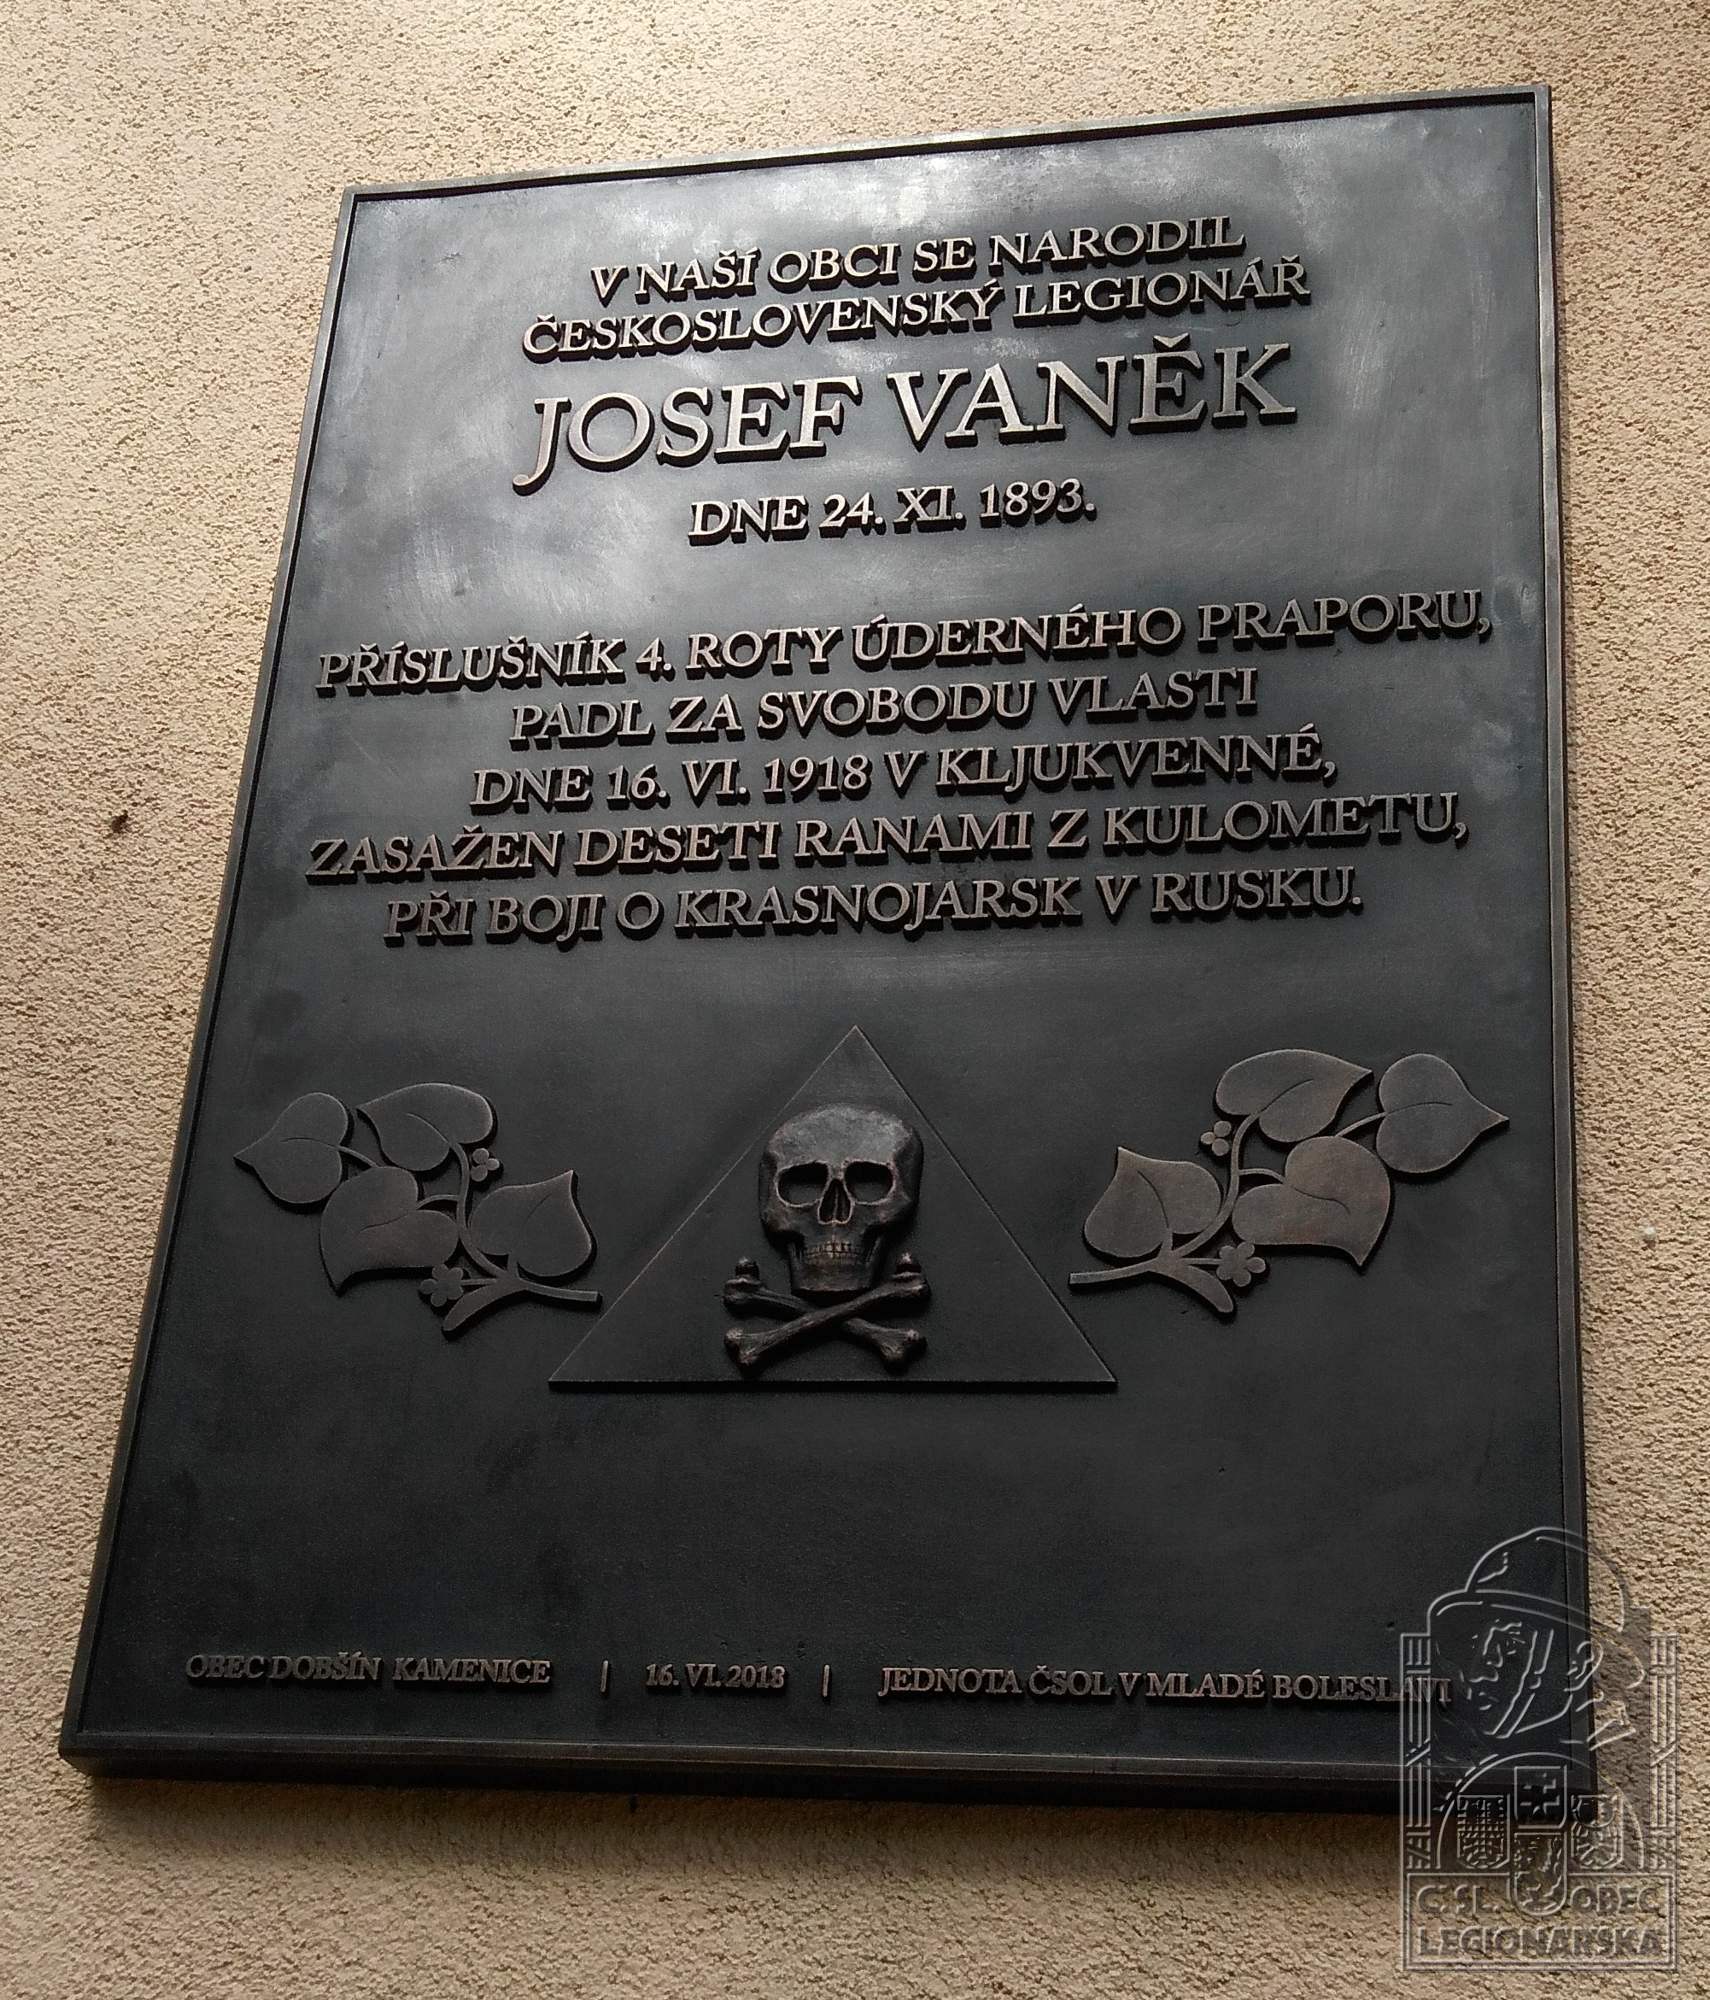 V NAŠÍ OBCI SE NARODIL
ČESKOSLOVENSKÝ LEGIONÁŘ
JOSEF VANĚK
DNE 24. XI. 1893.
PŘÍSLUŠNÍK 4. ROTY ÚDERNÉHO PRAPORU,
PADL ZA SVOBODU VLASTI
DNE 16. VI. 1918 V KLJUKVENNÉ,
ZASAŽEN DESETI RANAMI Z KULOMETU,
PŘI BOJI O KRASNOJARSK V RUSKU.
OBEC DOBŠÍN KAMENICE | 16. VI. 2018 | JEDNOTA ČSOL V MLADÉ BOLESLAVI
Č.SL. OBEC
LEGIONÁŘSKÁ